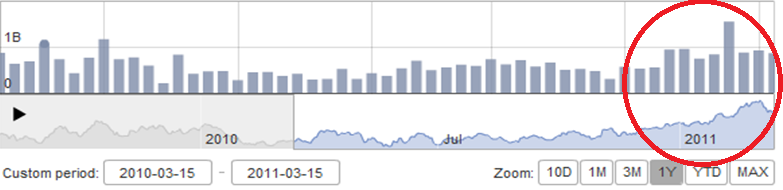 1B
0
2010 Jul 2011
Custom period: 2010-03-15 - 2011-03-15 Zoom: 10D 1M 3M 1Y YTD MAX